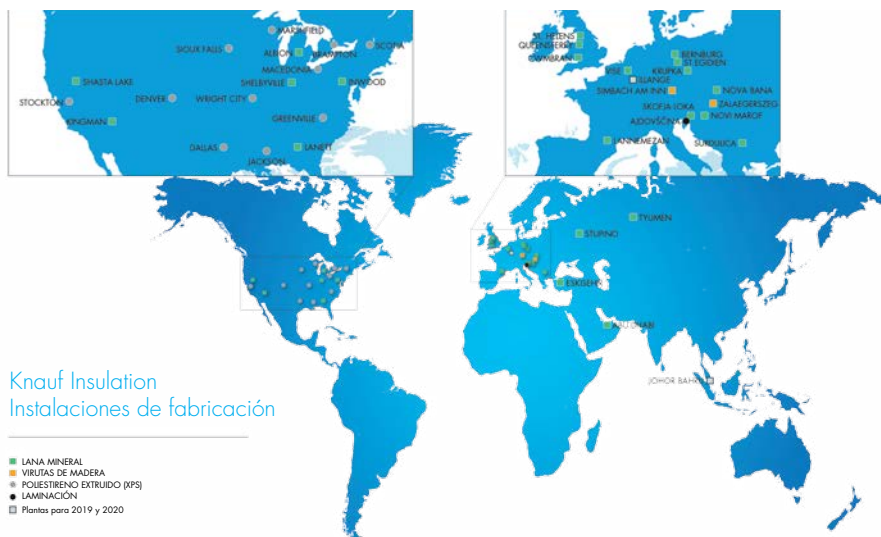 MARSHFIELD
SIOUX FALLS
SCOTIA
ALBION
BRAMPTON
MACEDONIA
SHASTA LAKE
SHELBYVILLE
INWOOD
STOCKTON
DENVER
WRIGHT CITY
KINGMAN
GREENVILLE
DALLAS
LANETT
JACKSON
ST. HELENS
QUEENSFERRY
CWMBRAN
BERNBURG
ST EGIDIEN
VISE
KRUPKA
ILLANGE
SIMBACH AM INN
NOVA BANA
ZALAEGERSZEG
SKOFJA LOKA
NOVI MAROF
AJDOVŠČINA
LANNEMEZAN
SURDULICA
TYUMEN
STUPINO
ESKISEHIR
ABU DHABI
JOHOR BAHRU
Knauf Insulation
Instalaciones de fabricación
LANA MINERAL
VIRUTAS DE MADERA
POLIESTIRENO EXTRUIDO (XPS)
LAMINACIÓN
Plantas para 2019 y 2020